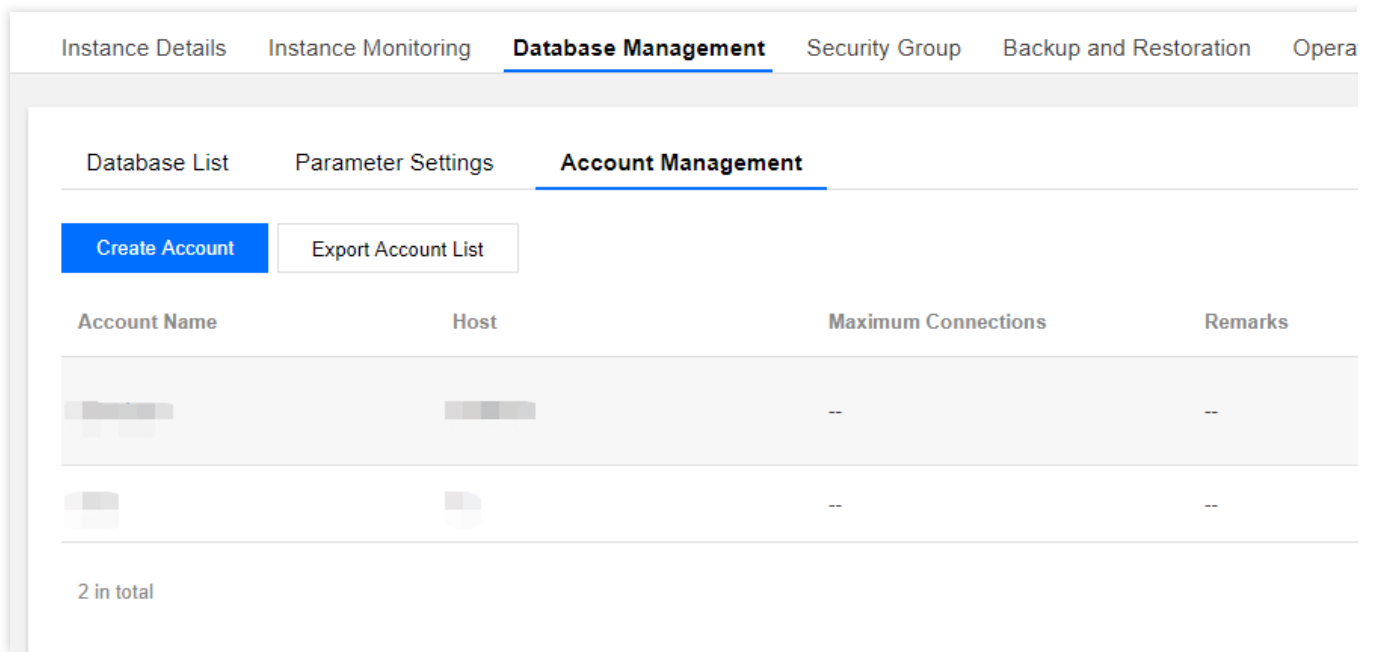 Instance Details Instance Monitoring Database Management Security Group Backup and Restoration Opera
Database List Parameter Settings Account Management
Create Account Export Account List
Account Name Host Maximum Connections Remarks
-- --
-- --
2 in total